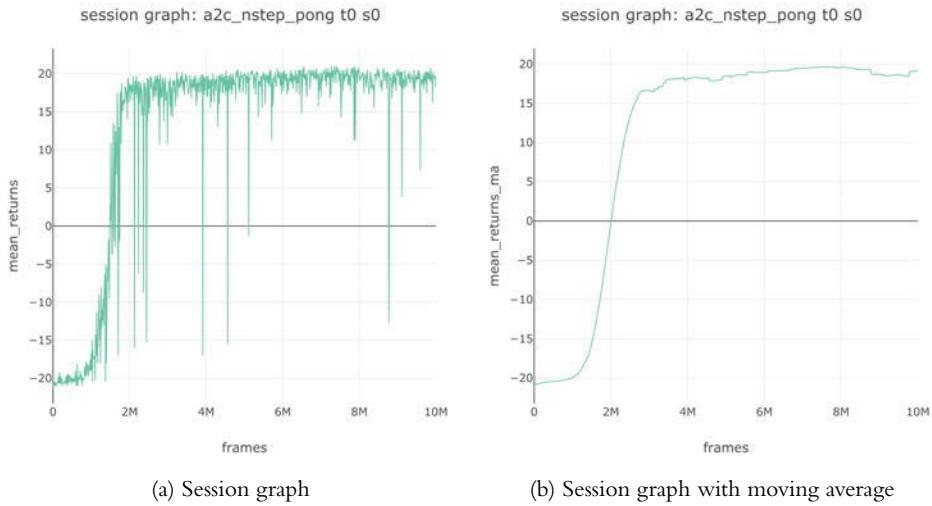 session graph: a2c_nstep_pong t0 s0
20
15
10
5
0
−5
−10
−15
−20
mean_returns
0
2M
4M
6M
8M
10M
frames
(a) Session graph
session graph: a2c_nstep_pong t0 s0
20
15
10
5
0
−5
−10
−15
−20
mean_returns_ma
0
2M
4M
6M
8M
10M
frames
(b) Session graph with moving average